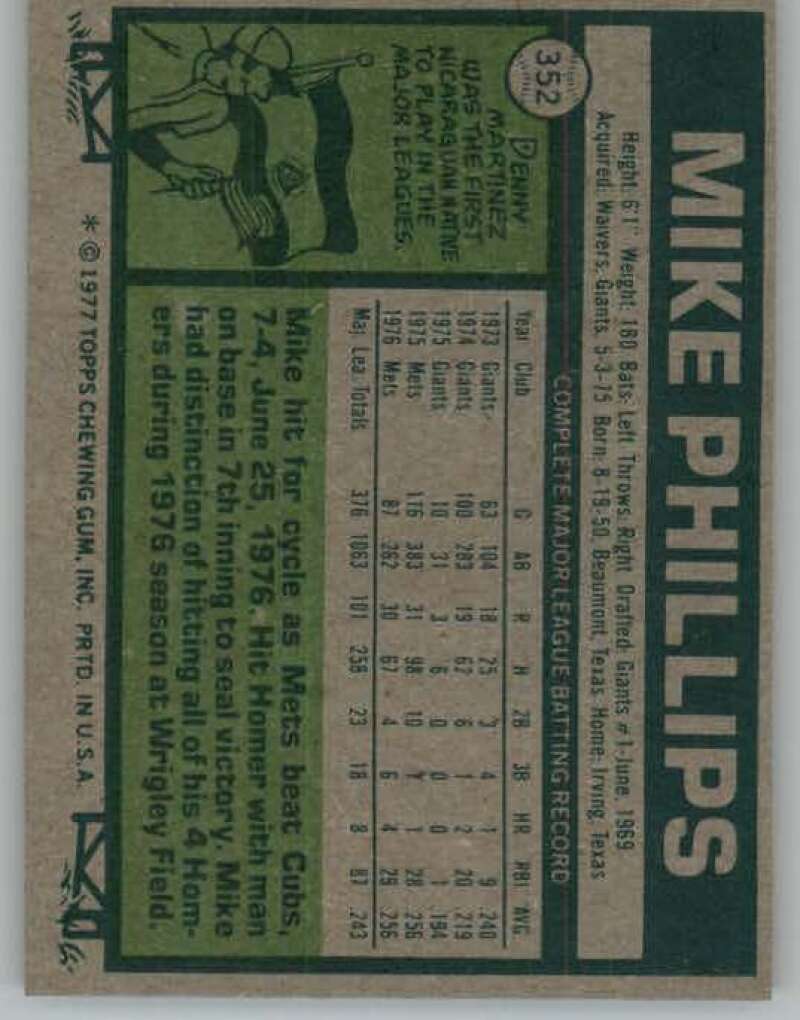 352
MIKE PHILLIPS
Height: 6'1" Weight: 180 Bats: Left Throws: Right Drafted: Giants #1-June, 1969
Acquired: Waivers, Giants, 5-3-75 Born: 8-19-50, Beaumont, Texas Home: Irving, Texas
COMPLETE MAJOR LEAGUE BATTING RECORD
Year Club G AB R H 2B 3B HR RBI AVG.
1973 Giants 63 104 18 25 3 4 1 9 .240
1974 Giants 100 283 19 62 6 1 2 20 .219
1975 Giants 10 31 3 6 0 0 0 1 .194
1975 Mets 116 383 31 98 10 7 1 28 .256
1976 Mets 87 262 30 67 4 6 4 29 .256
Maj. Lea. Totals 376 1063 101 258 23 18 8 87 .243
DENNY
MARTINEZ
WAS THE FIRST
NICARAGUAN NATIVE
TO PLAY IN THE
MAJOR LEAGUES.
Mike hit for cycle as Mets beat Cubs,
7-4, June 25, 1976. Hit Homer with man
on base in 7th inning to seal victory. Mike
had distinction of hitting all of his 4 Hom-
ers during 1976 season at Wrigley Field.
* © 1977 TOPPS CHEWING GUM, INC. PRTD. IN U.S.A.